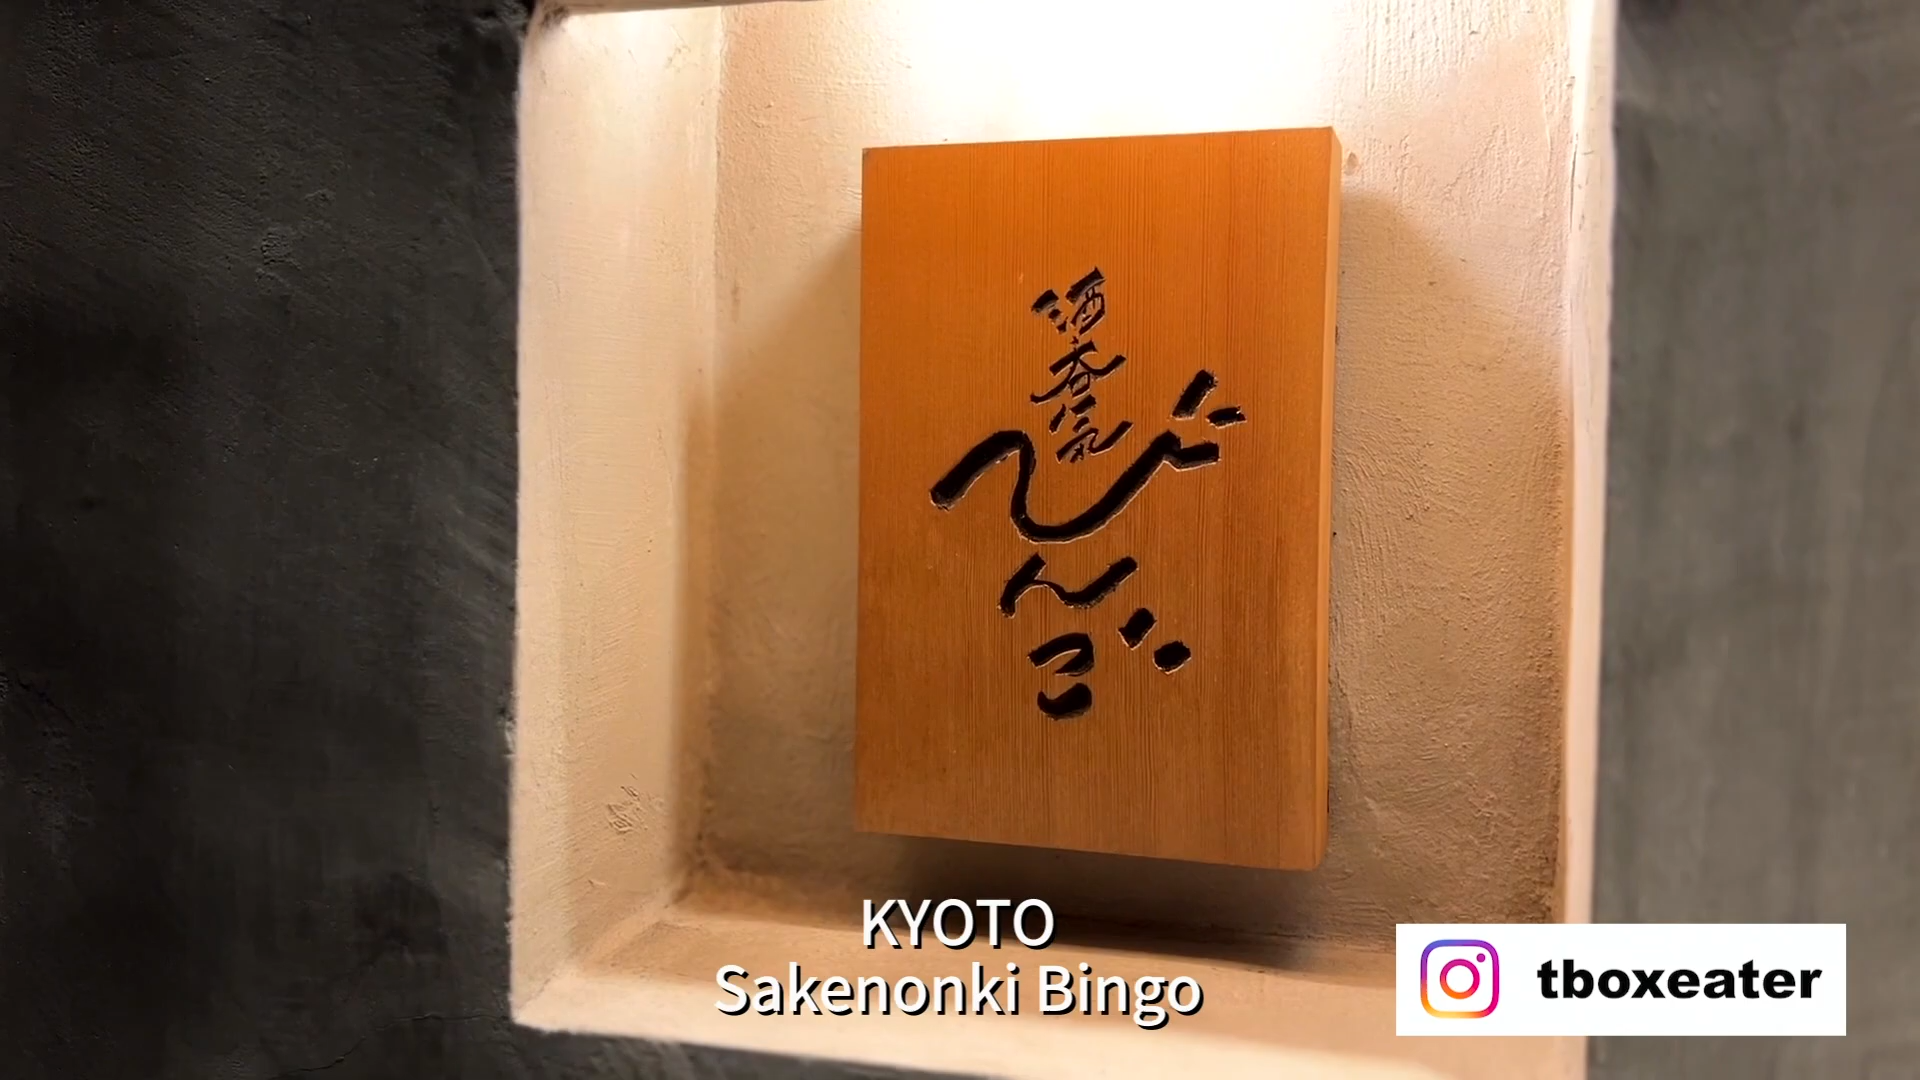 酒呑気
びんご
KYOTO
Sakenonki Bingo
tboxeater